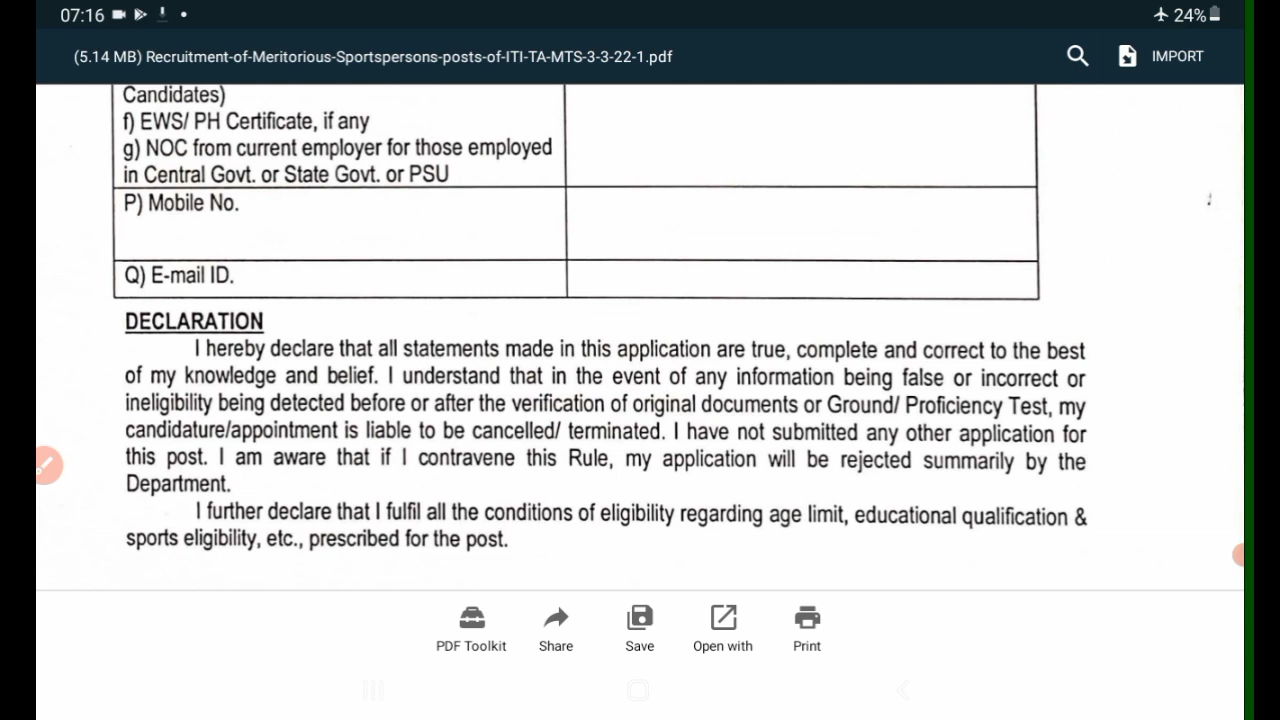 07:16
24%
(5.14 MB) Recruitment-of-Meritorious-Sportspersons-posts-of-ITI-TA-MTS-3-3-22-1.pdf
IMPORT
Candidates)
f) EWS/ PH Certificate, if any
g) NOC from current employer for those employed
in Central Govt. or State Govt. or PSU
P) Mobile No.
Q) E-mail ID.
DECLARATION
I hereby declare that all statements made in this application are true, complete and correct to the best
of my knowledge and belief. I understand that in the event of any information being false or incorrect or
ineligibility being detected before or after the verification of original documents or Ground/ Proficiency Test, my
candidature/appointment is liable to be cancelled/ terminated. I have not submitted any other application for
this post. I am aware that if I contravene this Rule, my application will be rejected summarily by the
Department.
I further declare that I fulfil all the conditions of eligibility regarding age limit, educational qualification &
sports eligibility, etc., prescribed for the post.
PDF Toolkit
Share
Save
Open with
Print